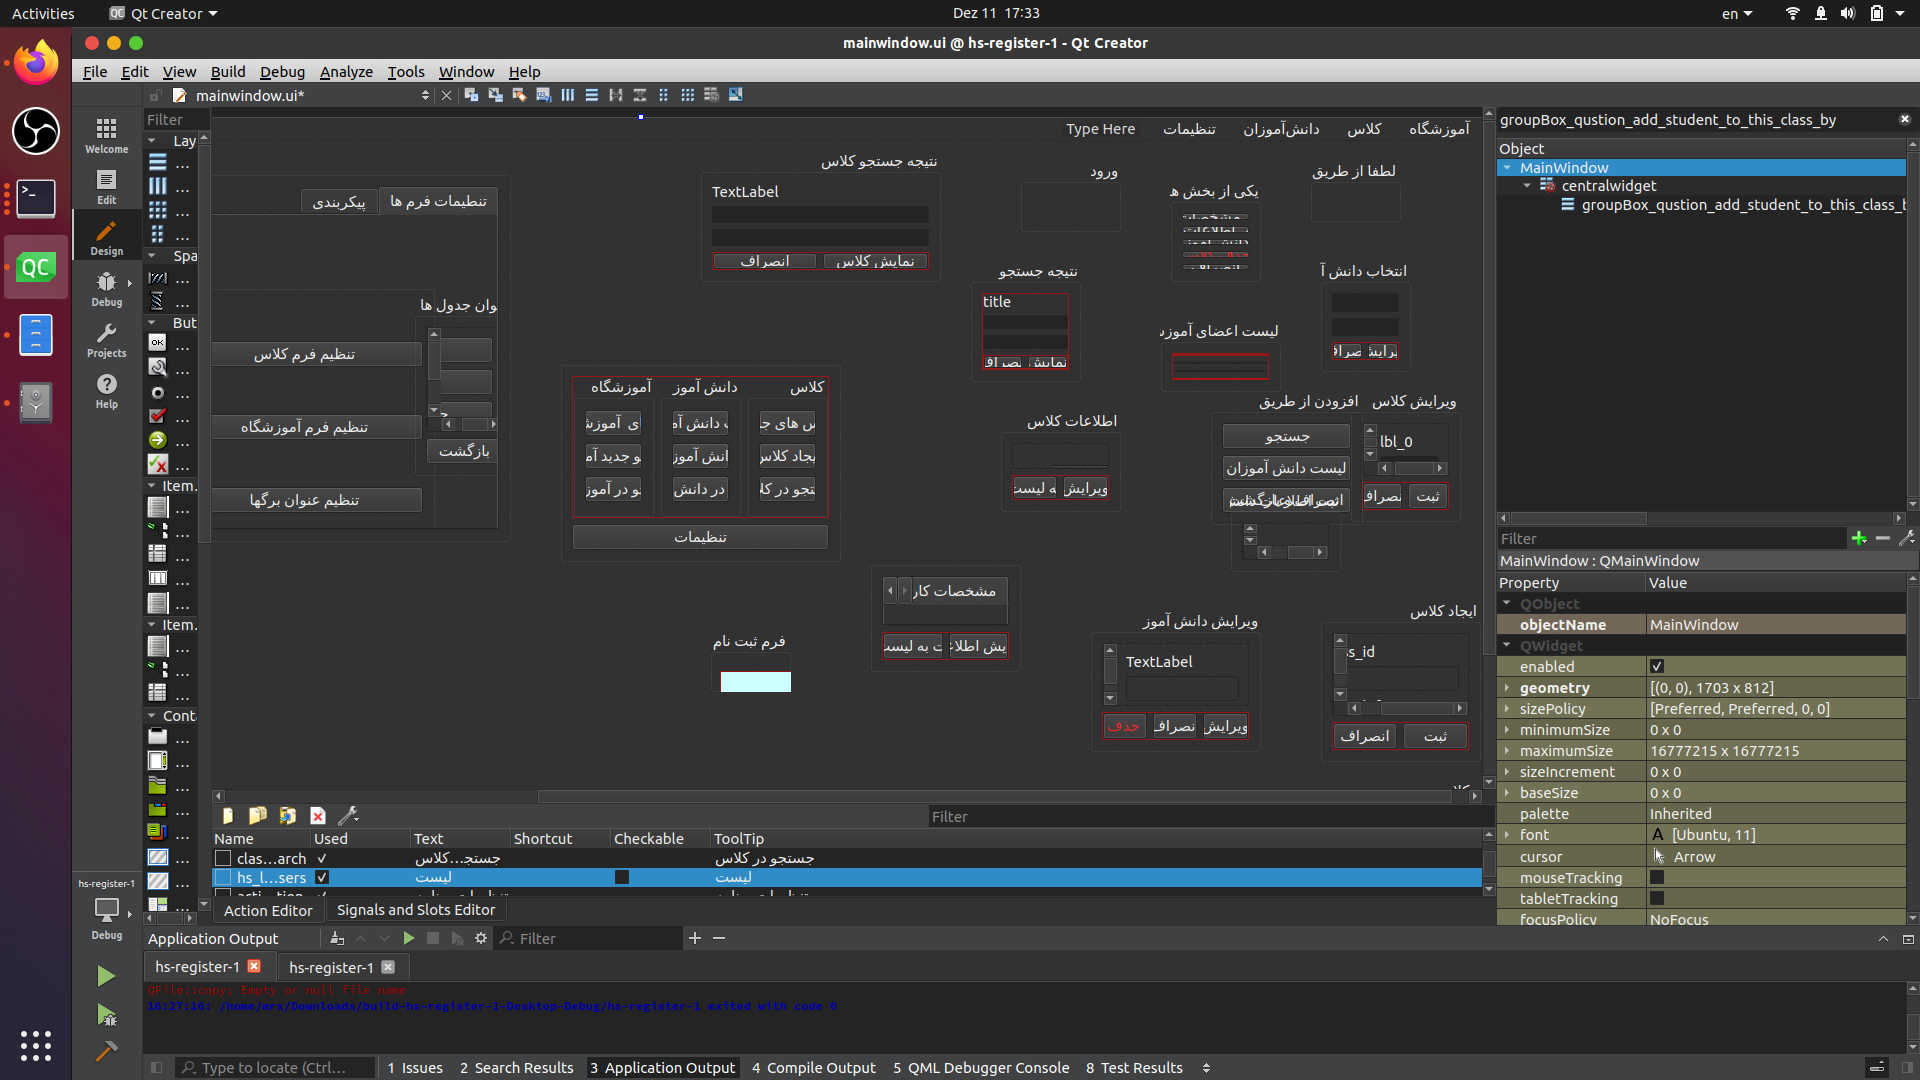 Activities
Qt Creator
Dez 11 17:33
en
mainwindow.ui @ hs-register-1 - Qt Creator
File Edit View Build Debug Analyze Tools Window Help
mainwindow.ui*
Welcome
Edit
Design
Debug
Projects
Help
hs-register-1
Debug
Filter
Lay
Spa
But
Item.
Item.
Cont
آموزشگاه
کلاس
دانش‌آموزان
تنظیمات
Type Here
تنظیمات فرم ها
پیکربندی
وان جدول ها
تنظیم فرم کلاس
تنظیم فرم آموزشگاه
تنظیم عنوان برگها
بازگشت
نتیجه جستجو کلاس
TextLabel
نمایش کلاس
انصراف
ورود
یکی از بخش ه
لطفا از طریق
نتیجه جستجو
title
انتخاب دانش آ
لیست اعضای آموزش
کلاس
دانش آموز
آموزشگاه
تنظیمات
اطلاعات کلاس
ویرایش
افزودن از طریق
جستجو
لیست دانش آموزان
ویرایش کلاس
lbl_0
ثبت
مشخصات کار
فرم ثبت نام
ویرایش دانش آموز
TextLabel
حذف
ویرایش
ایجاد کلاس
ss_id
ثبت
انصراف
Filter
Name Used Text Shortcut Checkable ToolTip
clas...arch جستجـ...کلاس جستجو در کلاس
hs_l...sers لیست لیست
Action Editor
Signals and Slots Editor
groupBox_qustion_add_student_to_this_class_by
Object
MainWindow
centralwidget
groupBox_qustion_add_student_to_this_class_b
Filter
MainWindow : QMainWindow
Property Value
QObject
objectName MainWindow
QWidget
enabled
geometry [(0, 0), 1703 x 812]
sizePolicy [Preferred, Preferred, 0, 0]
minimumSize 0 x 0
maximumSize 16777215 x 16777215
sizeIncrement 0 x 0
baseSize 0 x 0
palette Inherited
font A [Ubuntu, 11]
cursor Arrow
mouseTracking
tabletTracking
focusPolicy NoFocus
Application Output
Filter
hs-register-1
hs-register-1
QFile::copy: Empty or null file name
16:27:16: /home/mrx/Downloads/build-hs-register-1-Desktop-Debug/hs-register-1 exited with code 0
Type to locate (Ctrl...
1 Issues
2 Search Results
3 Application Output
4 Compile Output
5 QML Debugger Console
8 Test Results